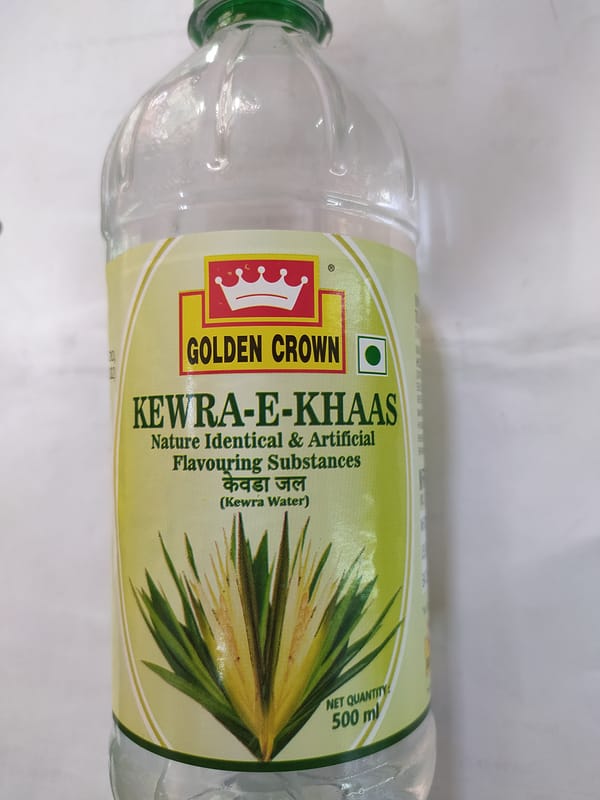 ®
GOLDEN CROWN
KEWRA-E-KHAAS
Nature Identical & Artificial
Flavouring Substances
केवडा जल
(Kewra Water)
NET QUANTITY:
500 ml